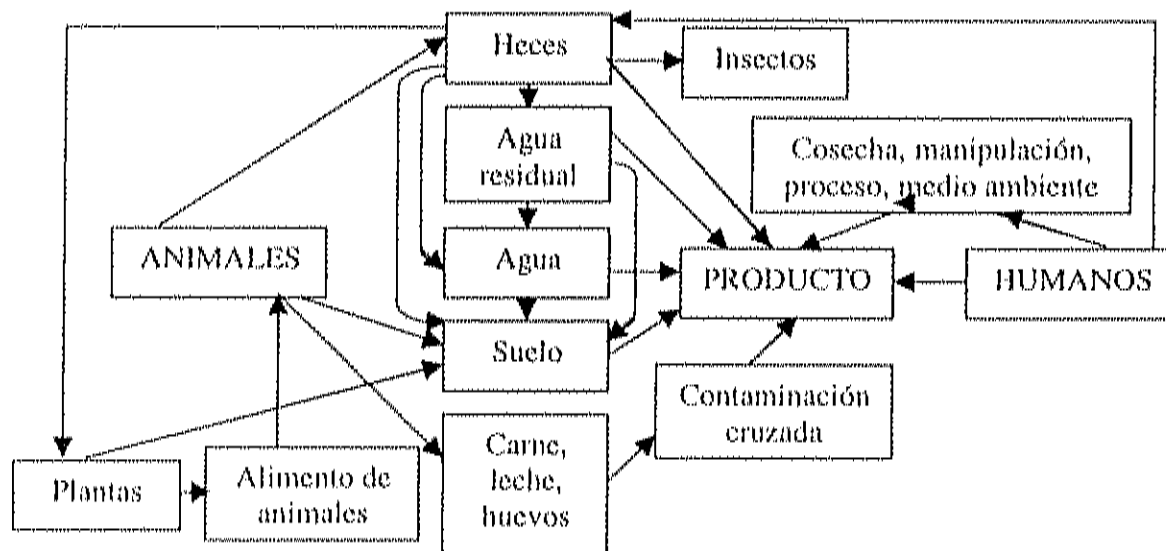 Heces
Insectos
Agua
residual
Cosecha, manipulación,
proceso, medio ambiente
ANIMALES
Agua
PRODUCTO
HUMANOS
Suelo
Contaminación
cruzada
Plantas
Alimento de
animales
Carne,
leche,
huevos